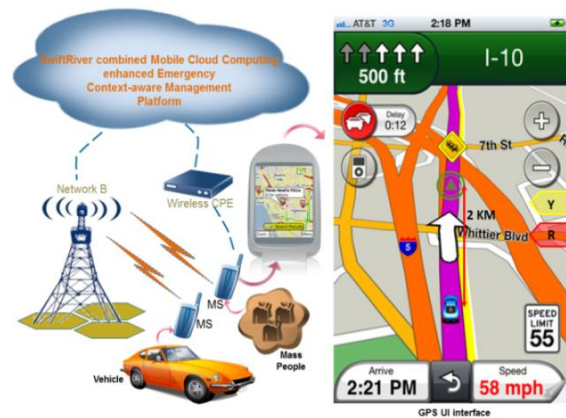 SwiftRiver combined Mobile Cloud Computing
enhanced Emergency
Context-aware Management
Platform
Network B
Wireless CPE
MS
MS
Mass
People
Vehicle
AT&T 3G 2:18 PM
500 ft
I-10
Delay
0:12
7th St
2 KM
Whittier Blvd
Y
R
5
SPEED
LIMIT
55
Arrive
2:21 PM
Speed
58 mph
GPS UI interface